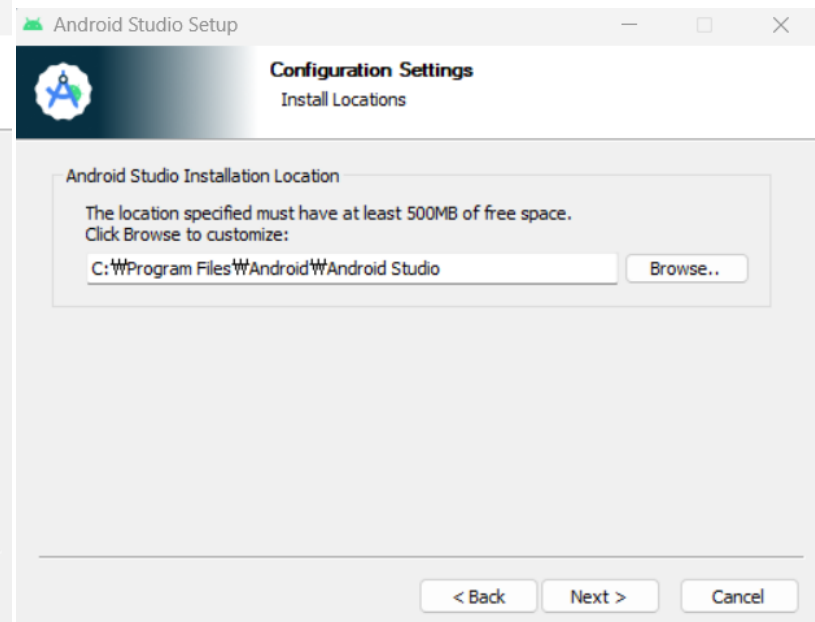 Android Studio Setup
Configuration Settings
Install Locations
Android Studio Installation Location
The location specified must have at least 500MB of free space.
Click Browse to customize:
C:₩Program Files₩Android₩Android Studio
Browse..
< Back
Next >
Cancel